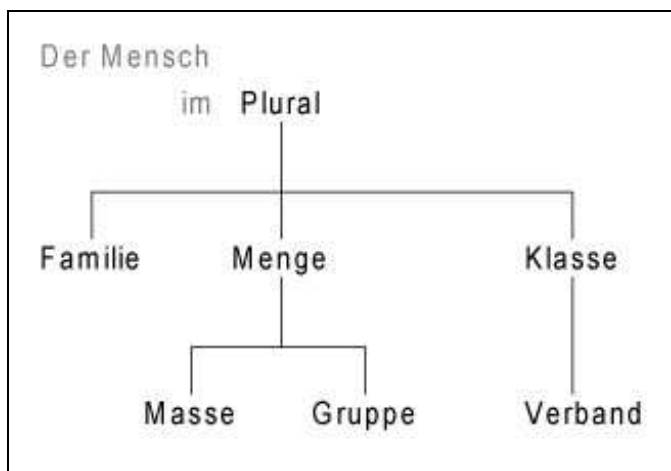 Der Mensch
im Plural
Familie Menge Klasse
Masse Gruppe Verband